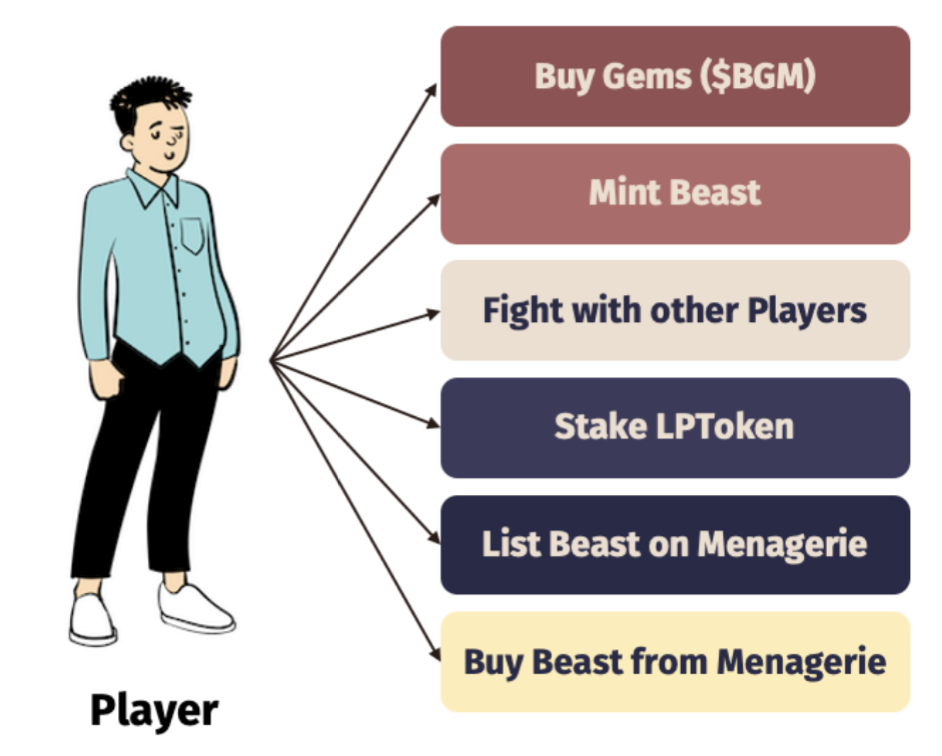 Buy Gems ($BGM)
Mint Beast
Fight with other Players
Stake LPToken
List Beast on Menagerie
Buy Beast from Menagerie
Player